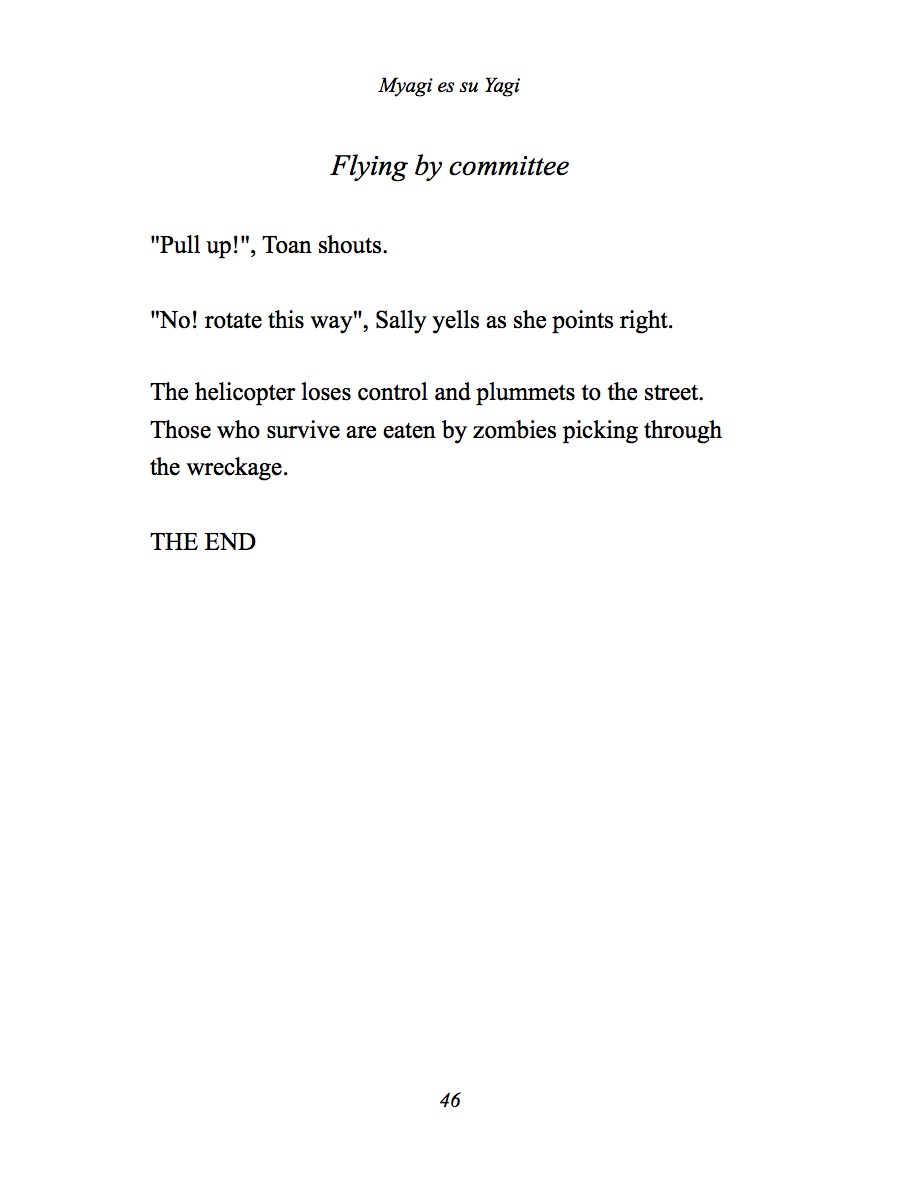 Myagi es su Yagi
Flying by committee
"Pull up!", Toan shouts.
"No! rotate this way", Sally yells as she points right.
The helicopter loses control and plummets to the street.
Those who survive are eaten by zombies picking through
the wreckage.
THE END
46